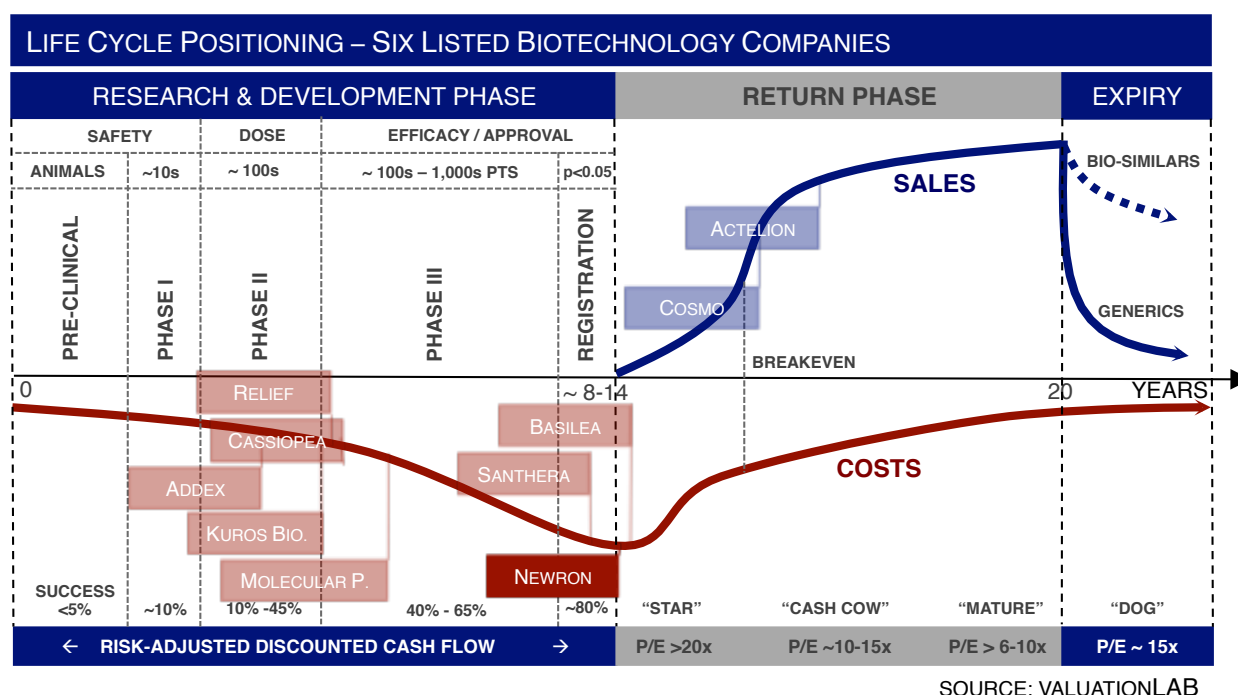 LIFE CYCLE POSITIONING – SIX LISTED BIOTECHNOLOGY COMPANIES
RESEARCH & DEVELOPMENT PHASE
RETURN PHASE
EXPIRY
SAFETY
DOSE
EFFICACY / APPROVAL
ANIMALS
~10s
~ 100s
~ 100s – 1,000s PTS
p<0.05
BIO-SIMILARS
SALES
PRE-CLINICAL
PHASE I
PHASE II
PHASE III
REGISTRATION
ACTELION
COSMO
GENERICS
BREAKEVEN
0
~ 8-14
20
YEARS
RELIEF
BASILEA
CASSIOPEA
SANTHERA
COSTS
ADDEX
KUROS BIO.
MOLECULAR P.
NEWRON
SUCCESS
<5%
~10%
10% -45%
40% - 65%
~80%
“STAR”
“CASH COW”
“MATURE”
“DOG”
← RISK-ADJUSTED DISCOUNTED CASH FLOW →
P/E >20x
P/E ~10-15x
P/E > 6-10x
P/E ~ 15x
SOURCE: VALUATIONLAB